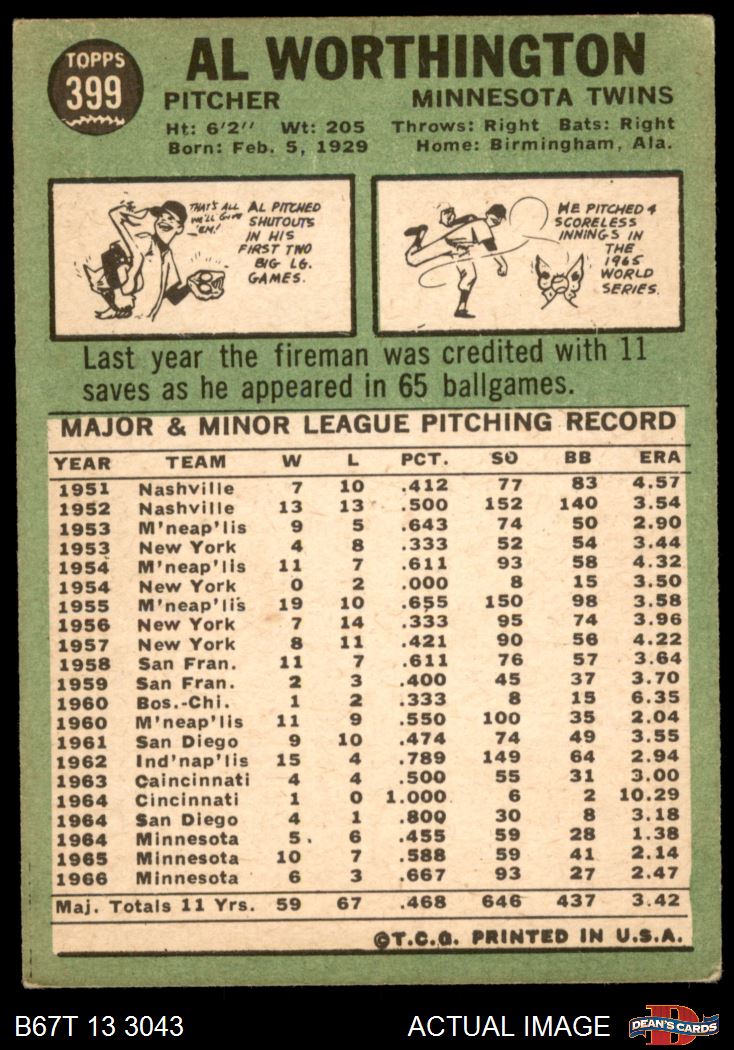 TOPPS
399
AL WORTHINGTON
PITCHER MINNESOTA TWINS
Ht: 6'2" Wt: 205 Throws: Right Bats: Right
Born: Feb. 5, 1929 Home: Birmingham, Ala.
THAT'S ALL
WE'LL GIVE
'EM!
AL PITCHED
SHUTOUTS
IN HIS
FIRST TWO
BIG LG.
GAMES.
HE PITCHED 4
SCORELESS
INNINGS IN
THE
1965
WORLD
SERIES.
Last year the fireman was credited with 11
saves as he appeared in 65 ballgames.
MAJOR & MINOR LEAGUE PITCHING RECORD
YEAR TEAM W L PCT. SO BB ERA
1951 Nashville 7 10 .412 77 83 4.57
1952 Nashville 13 13 .500 152 140 3.54
1953 M'neap'lis 9 5 .643 74 50 2.90
1953 New York 4 8 .333 52 54 3.44
1954 M'neap'lis 11 7 .611 93 58 4.32
1954 New York 0 2 .000 8 15 3.50
1955 M'neap'lis 19 10 .655 150 98 3.58
1956 New York 7 14 .333 95 74 3.96
1957 New York 8 11 .421 90 56 4.22
1958 San Fran. 11 7 .611 76 57 3.64
1959 San Fran. 2 3 .400 45 37 3.70
1960 Bos.-Chi. 1 2 .333 8 15 6.35
1960 M'neap'lis 11 9 .550 100 35 2.04
1961 San Diego 9 10 .474 74 49 3.55
1962 Ind'nap'lis 15 4 .789 149 64 2.94
1963 Caincinnati 4 4 .500 55 31 3.00
1964 Cincinnati 1 0 1.000 6 2 10.29
1964 San Diego 4 1 .800 30 8 3.18
1964 Minnesota 5 6 .455 59 28 1.38
1965 Minnesota 10 7 .588 59 41 2.14
1966 Minnesota 6 3 .667 93 27 2.47
Maj. Totals 11 Yrs. 59 67 .468 646 437 3.42
©T.C.G. PRINTED IN U.S.A.
B67T 13 3043 ACTUAL IMAGE D DEAN'S CARDS